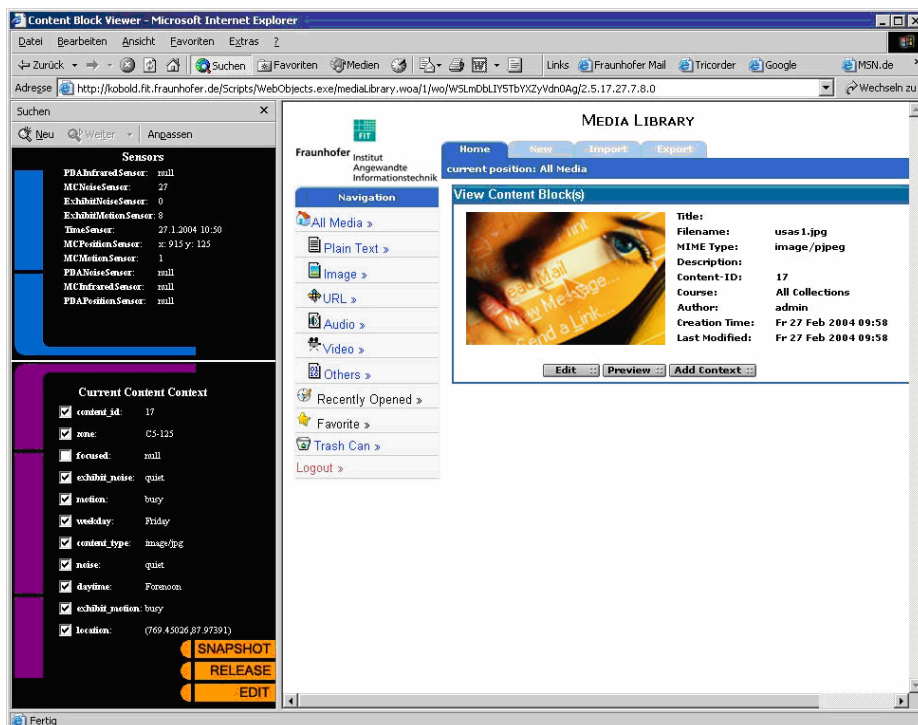 Content Block Viewer - Microsoft Internet Explorer
Datei Bearbeiten Ansicht Favoriten Extras ?
Zurück Suchen Favoriten Medien Links Fraunhofer Mail Tricorder Google MSN.de
Adresse http://kobold.fit.fraunhofer.de/Scripts/WebObjects.exe/mediaLibrary.woa/1/wo/WSLmDbLIY5TbYXZyVdn0Ag/2.5.17.27.7.8.0 Wechseln zu
Suchen
Neu Weiter Anpassen
Sensors
PDAInfraredSensor: null
MCNoiseSensor: 27
ExhibitNoiseSensor: 0
ExhibitMotionSensor: 8
TimeSensor: 27.1.2004 10:50
MCPositionSensor: x: 915 y: 125
MCMotionSensor: 1
PDANoiseSensor: null
MCInfraredSensor: null
PDAPositionSensor: null
Current Content Context
content_id: 17
zone: C5-125
focused: null
exhibit_noise: quiet
motion: busy
weekday: Friday
content_type: image/jpg
noise: quiet
daytime: Forenoon
exhibit_motion: busy
location: (769.45026,87.97391)
SNAPSHOT
RELEASE
EDIT
FIT
Fraunhofer Institut
Angewandte
Informationstechnik
Navigation
All Media »
Plain Text »
Image »
URL »
Audio »
Video »
Others »
Recently Opened »
Favorite »
Trash Can »
Logout »
MEDIA LIBRARY
Home New Import Export
current position: All Media
View Content Block(s)
Read Mail
New Message...
Send a Link...
Title:
Filename: usas1.jpg
MIME Type: image/pjpeg
Description:
Content-ID: 17
Course: All Collections
Author: admin
Creation Time: Fr 27 Feb 2004 09:58
Last Modified: Fr 27 Feb 2004 09:58
Edit :: Preview :: Add Context ::
Fertig